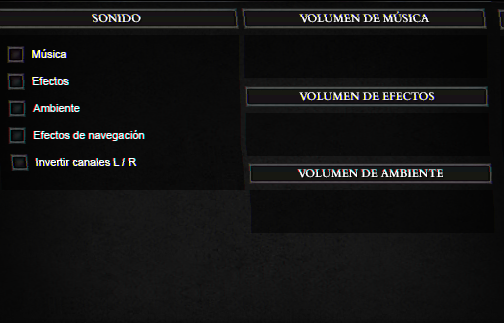 SONIDO
Música
Efectos
Ambiente
Efectos de navegación
Invertir canales L / R
VOLUMEN DE MÚSICA
VOLUMEN DE EFECTOS
VOLUMEN DE AMBIENTE